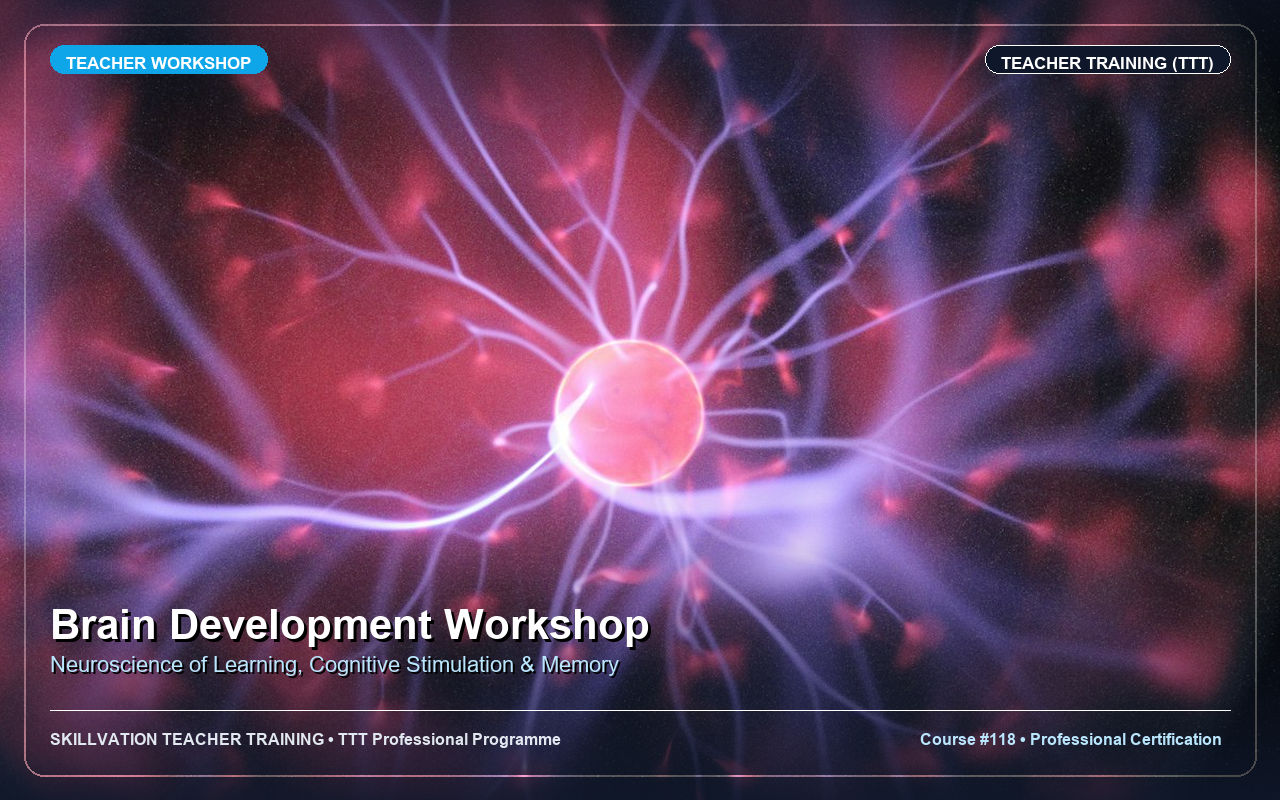 TEACHER WORKSHOP
TEACHER TRAINING (TTT)
Brain Development Workshop
Neuroscience of Learning, Cognitive Stimulation & Memory
SKILLVATION TEACHER TRAINING • TTT Professional Programme
Course #118 • Professional Certification